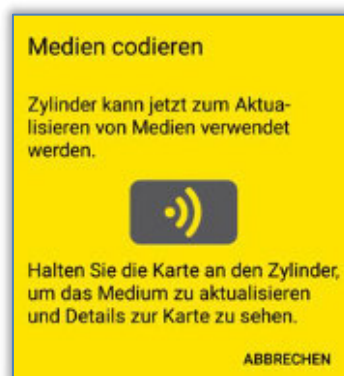 Medien codieren
Zylinder kann jetzt zum Aktua-
lisieren von Medien verwendet
werden.
Halten Sie die Karte an den Zylinder,
um das Medium zu aktualisieren
und Details zur Karte zu sehen.
ABBRECHEN